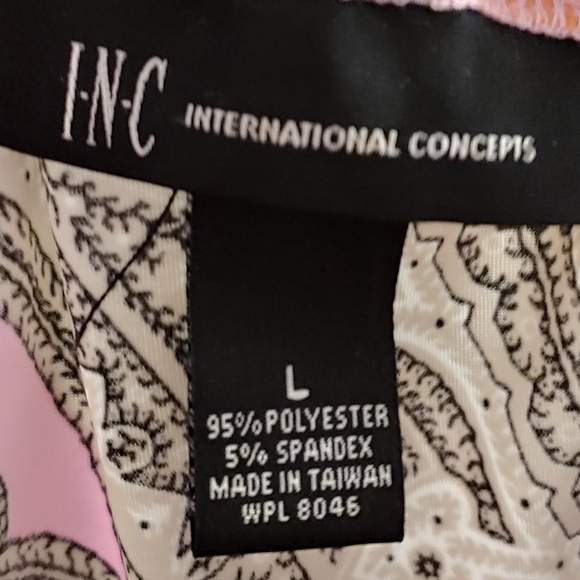 I·N·C INTERNATIONAL CONCEPTS
L
95% POLYESTER
5% SPANDEX
MADE IN TAIWAN
WPL 8046